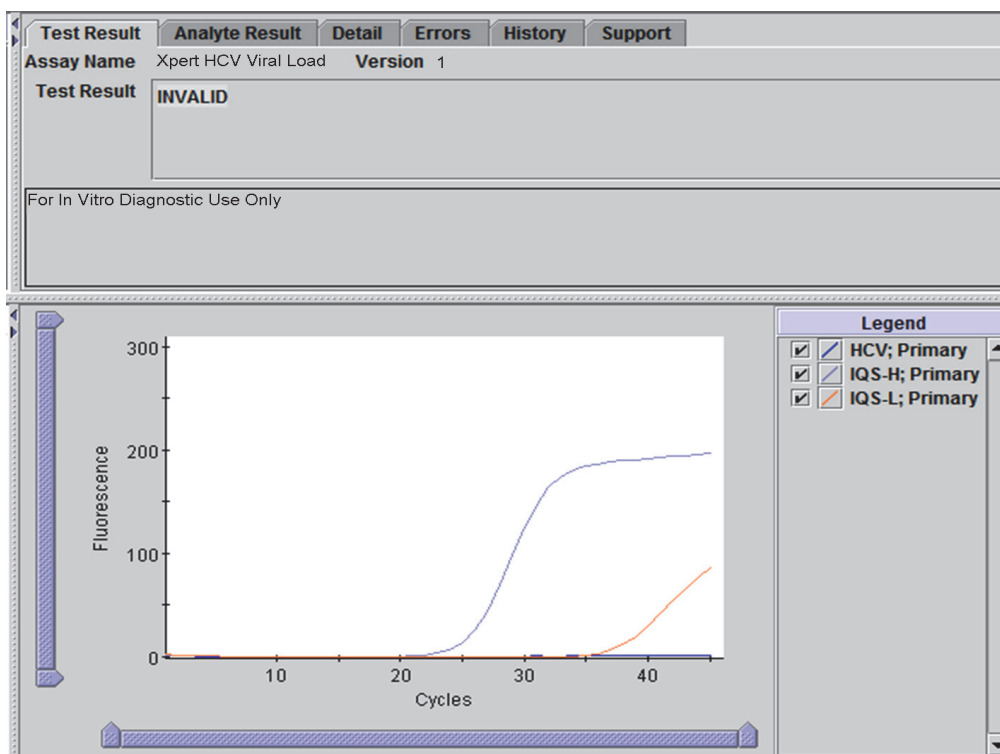 Test Result Analyte Result Detail Errors History Support
Assay Name Xpert HCV Viral Load Version 1
Test Result INVALID
For In Vitro Diagnostic Use Only
Legend
HCV; Primary
IQS-H; Primary
IQS-L; Primary
300
200
100
0
Fluorescence
10 20 30 40
Cycles